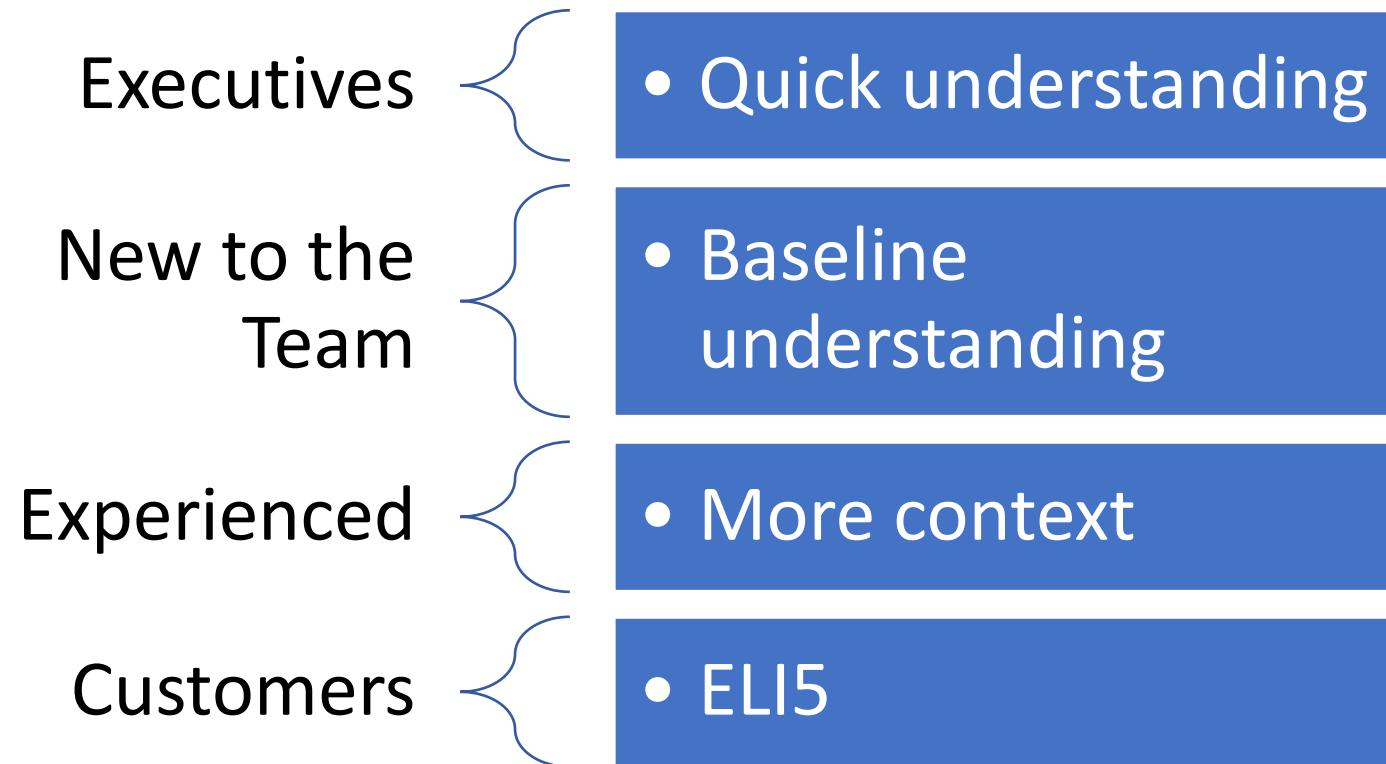 Executives
• Quick understanding
New to the
Team
• Baseline
understanding
Experienced
• More context
Customers
• ELI5